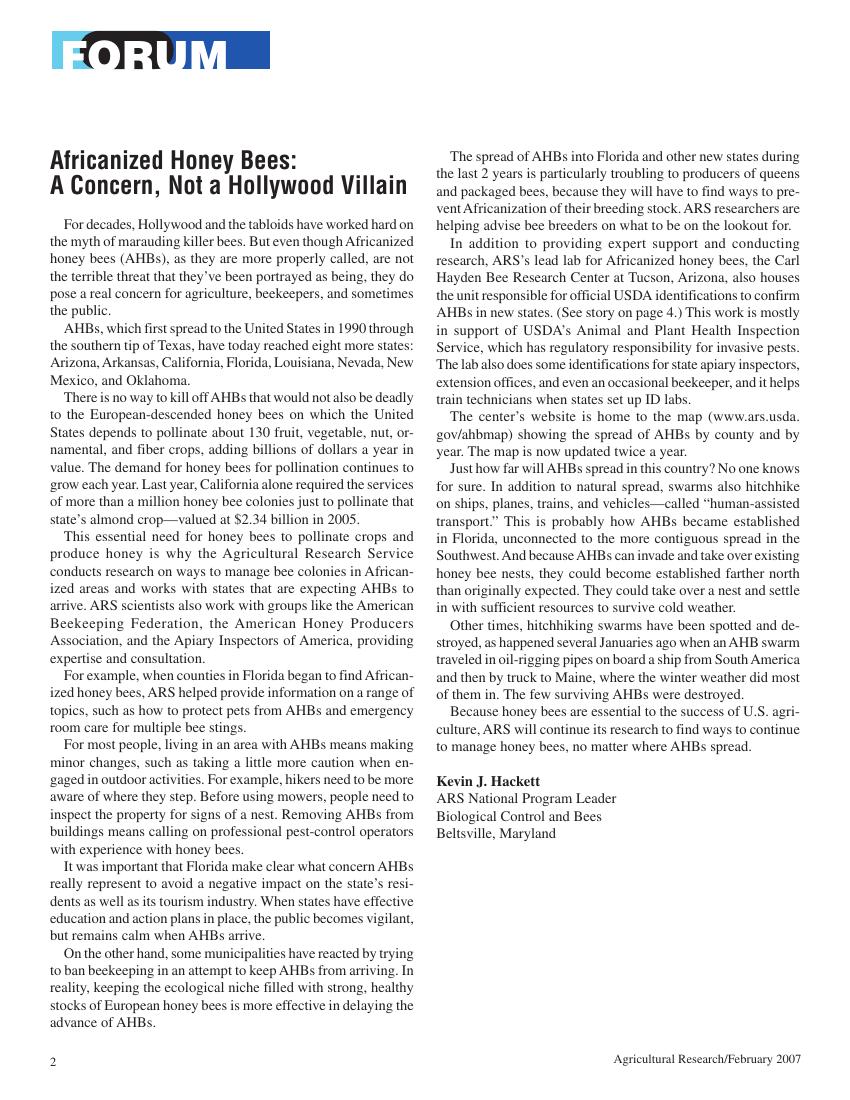 FORUM
Africanized Honey Bees:
A Concern, Not a Hollywood Villain
For decades, Hollywood and the tabloids have worked hard on
the myth of marauding killer bees. But even though Africanized
honey bees (AHBs), as they are more properly called, are not
the terrible threat that they’ve been portrayed as being, they do
pose a real concern for agriculture, beekeepers, and sometimes
the public.
AHBs, which first spread to the United States in 1990 through
the southern tip of Texas, have today reached eight more states:
Arizona, Arkansas, California, Florida, Louisiana, Nevada, New
Mexico, and Oklahoma.
There is no way to kill off AHBs that would not also be deadly
to the European-descended honey bees on which the United
States depends to pollinate about 130 fruit, vegetable, nut, or-
namental, and fiber crops, adding billions of dollars a year in
value. The demand for honey bees for pollination continues to
grow each year. Last year, California alone required the services
of more than a million honey bee colonies just to pollinate that
state’s almond crop—valued at $2.34 billion in 2005.
This essential need for honey bees to pollinate crops and
produce honey is why the Agricultural Research Service
conducts research on ways to manage bee colonies in African-
ized areas and works with states that are expecting AHBs to
arrive. ARS scientists also work with groups like the American
Beekeeping Federation, the American Honey Producers
Association, and the Apiary Inspectors of America, providing
expertise and consultation.
For example, when counties in Florida began to find African-
ized honey bees, ARS helped provide information on a range of
topics, such as how to protect pets from AHBs and emergency
room care for multiple bee stings.
For most people, living in an area with AHBs means making
minor changes, such as taking a little more caution when en-
gaged in outdoor activities. For example, hikers need to be more
aware of where they step. Before using mowers, people need to
inspect the property for signs of a nest. Removing AHBs from
buildings means calling on professional pest-control operators
with experience with honey bees.
It was important that Florida make clear what concern AHBs
really represent to avoid a negative impact on the state’s resi-
dents as well as its tourism industry. When states have effective
education and action plans in place, the public becomes vigilant,
but remains calm when AHBs arrive.
On the other hand, some municipalities have reacted by trying
to ban beekeeping in an attempt to keep AHBs from arriving. In
reality, keeping the ecological niche filled with strong, healthy
stocks of European honey bees is more effective in delaying the
advance of AHBs.
The spread of AHBs into Florida and other new states during
the last 2 years is particularly troubling to producers of queens
and packaged bees, because they will have to find ways to pre-
vent Africanization of their breeding stock. ARS researchers are
helping advise bee breeders on what to be on the lookout for.
In addition to providing expert support and conducting
research, ARS’s lead lab for Africanized honey bees, the Carl
Hayden Bee Research Center at Tucson, Arizona, also houses
the unit responsible for official USDA identifications to confirm
AHBs in new states. (See story on page 4.) This work is mostly
in support of USDA’s Animal and Plant Health Inspection
Service, which has regulatory responsibility for invasive pests.
The lab also does some identifications for state apiary inspectors,
extension offices, and even an occasional beekeeper, and it helps
train technicians when states set up ID labs.
The center’s website is home to the map (www.ars.usda.
gov/ahbmap) showing the spread of AHBs by county and by
year. The map is now updated twice a year.
Just how far will AHBs spread in this country? No one knows
for sure. In addition to natural spread, swarms also hitchhike
on ships, planes, trains, and vehicles—called “human-assisted
transport.” This is probably how AHBs became established
in Florida, unconnected to the more contiguous spread in the
Southwest. And because AHBs can invade and take over existing
honey bee nests, they could become established farther north
than originally expected. They could take over a nest and settle
in with sufficient resources to survive cold weather.
Other times, hitchhiking swarms have been spotted and de-
stroyed, as happened several Januaries ago when an AHB swarm
traveled in oil-rigging pipes on board a ship from South America
and then by truck to Maine, where the winter weather did most
of them in. The few surviving AHBs were destroyed.
Because honey bees are essential to the success of U.S. agri-
culture, ARS will continue its research to find ways to continue
to manage honey bees, no matter where AHBs spread.
Kevin J. Hackett
ARS National Program Leader
Biological Control and Bees
Beltsville, Maryland
2
Agricultural Research/February 2007